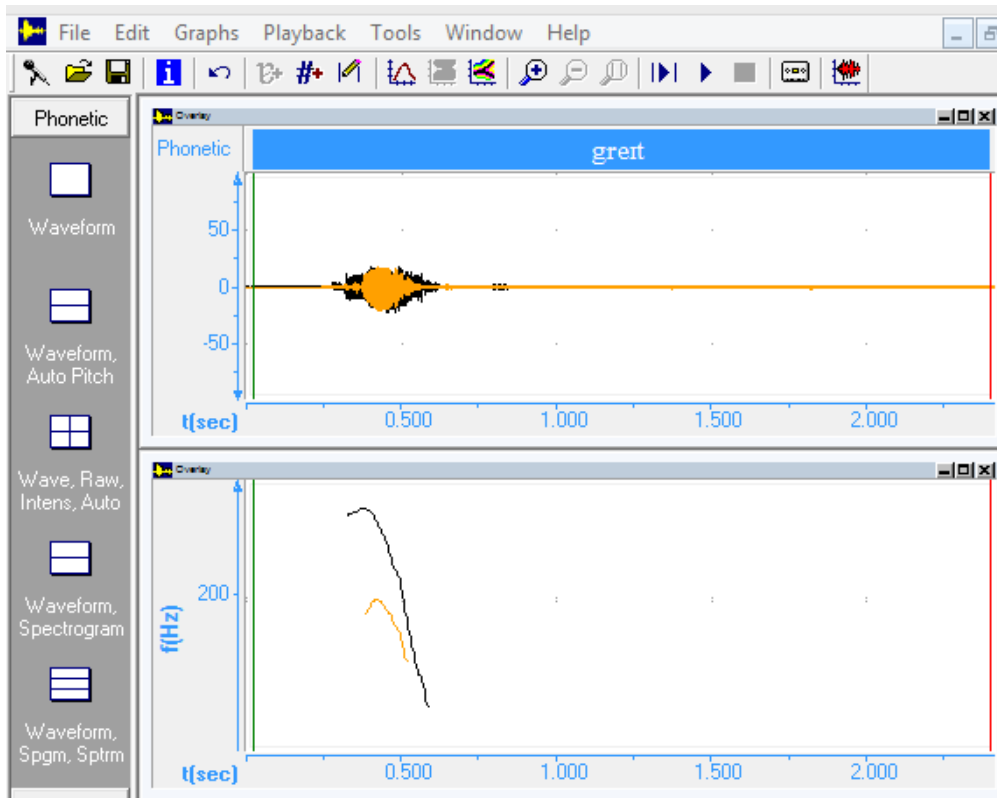 File Edit Graphs Playback Tools Window Help
Phonetic
Waveform
Waveform,
Auto Pitch
Wave, Raw,
Intens, Auto
Waveform,
Spectrogram
Waveform,
Spgm, Sptrm
Overlay
Phonetic
greɪt
50
0
-50
t(sec) 0.500 1.000 1.500 2.000
Overlay
200
f(Hz)
t(sec) 0.500 1.000 1.500 2.000